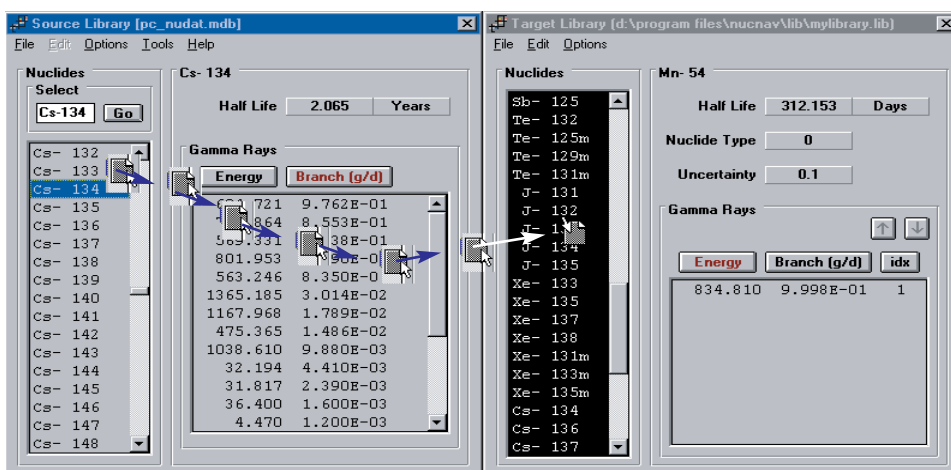 Source Library [pc_nudat.mdb]
File Edit Options Tools Help
Nuclides
Select
Cs-134 Go
Cs- 132
Cs- 133
Cs- 134
Cs- 135
Cs- 136
Cs- 137
Cs- 138
Cs- 139
Cs- 140
Cs- 141
Cs- 142
Cs- 143
Cs- 144
Cs- 145
Cs- 146
Cs- 147
Cs- 148
Cs- 134
Half Life 2.065 Years
Gamma Rays
Energy Branch (g/d)
721 9.762E-01
864 8.553E-01
569.331 38E-01
801.953
563.246 8.350E-0
1365.185 3.014E-02
1167.968 1.789E-02
475.365 1.486E-02
1038.610 9.880E-03
32.194 4.410E-03
31.817 2.390E-03
36.400 1.600E-03
4.470 1.200E-03
Target Library (d:\program files\nucnav\lib\mylibrary.lib)
File Edit Options
Nuclides
Sb- 125
Te- 132
Te- 125m
Te- 129m
Te- 131m
J- 131
J- 132
J-
J- 134
J- 135
Xe- 133
Xe- 135
Xe- 137
Xe- 138
Xe- 131m
Xe- 133m
Xe- 135m
Cs- 134
Cs- 136
Cs- 137
Mn- 54
Half Life 312.153 Days
Nuclide Type 0
Uncertainty 0.1
Gamma Rays
Energy Branch (g/d) idx
834.810 9.998E-01 1